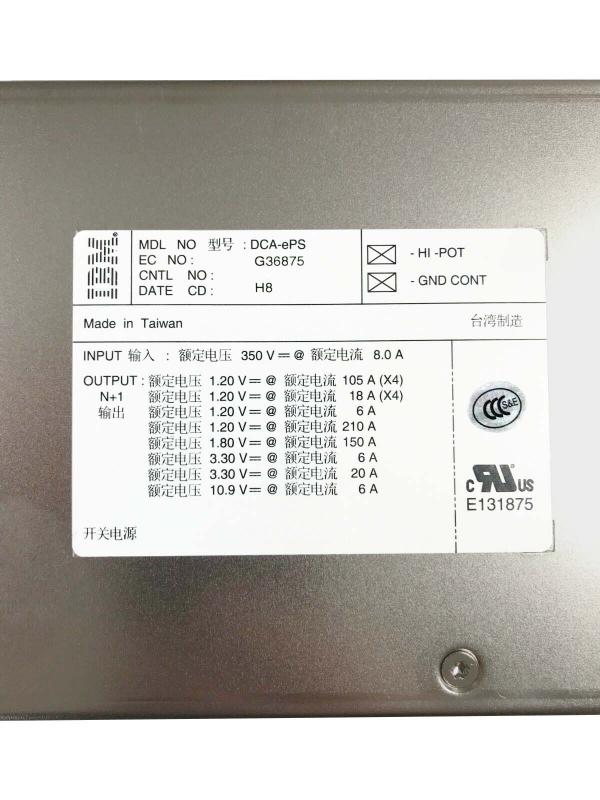 IBM®
MDL NO 型号 : DCA-ePS
EC NO : G36875
CNTL NO :
DATE CD : H8
- HI -POT
- GND CONT
Made in Taiwan 台湾制造
INPUT 输入 : 额定电压 350 V⎓ @ 额定电流 8.0 A
OUTPUT : 额定电压 1.20 V⎓ @ 额定电流 105 A (X4)
N+1 额定电压 1.20 V⎓ @ 额定电流 18 A (X4)
输出 额定电压 1.20 V⎓ @ 额定电流 6 A
额定电压 1.20 V⎓ @ 额定电流 210 A
额定电压 1.80 V⎓ @ 额定电流 150 A
额定电压 3.30 V⎓ @ 额定电流 6 A
额定电压 3.30 V⎓ @ 额定电流 20 A
额定电压 10.9 V⎓ @ 额定电流 6 A
CCC S&E
c RU US
E131875
开关电源